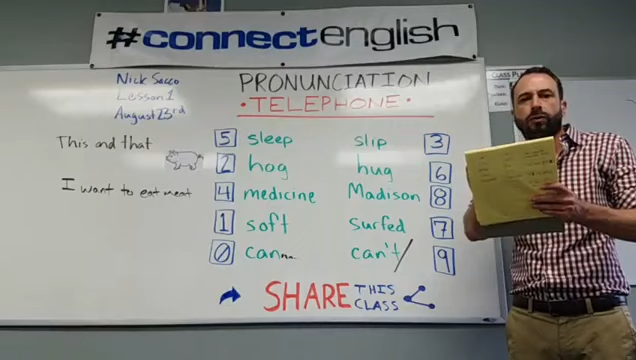 #connectenglish
Nick Sacco
Lesson 1
August 23rd
PRONUNCIATION
• TELEPHONE •
CLASS
This and that
I want to eat meat
5 sleep slip 3
2 hog hug 6
4 medicine Madison 8
1 soft surfed 7
0 can can't 9
SHARE THIS CLASS